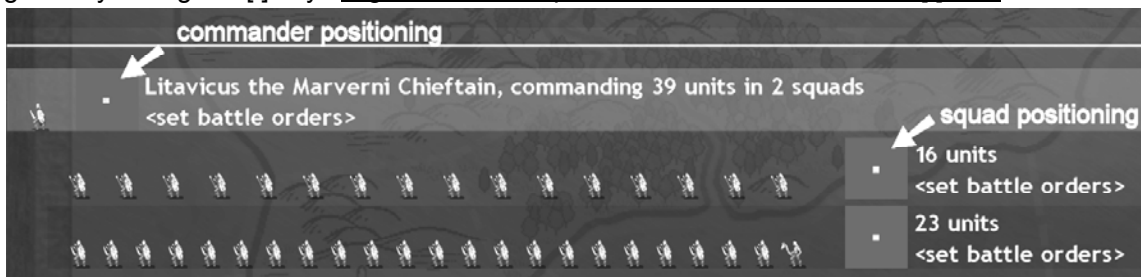 commander positioning
Litavicus the Marverni Chieftain, commanding 39 units in 2 squads
<set battle orders>
squad positioning
16 units
<set battle orders>
23 units
<set battle orders>